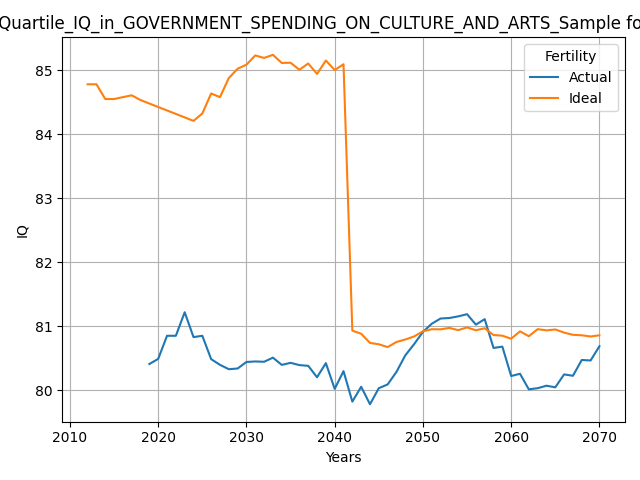 Quartile_IQ_in_GOVERNMENT_SPENDING_ON_CULTURE_AND_ARTS_Sample fo
Fertility
Actual
Ideal
85
84
83
82
81
80
IQ
2010 2020 2030 2040 2050 2060 2070
Years